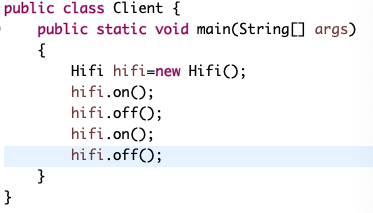 public class Client {
    public static void main(String[] args)
    {
        Hifi hifi=new Hifi();
        hifi.on();
        hifi.off();
        hifi.on();
        hifi.off();
    }
}